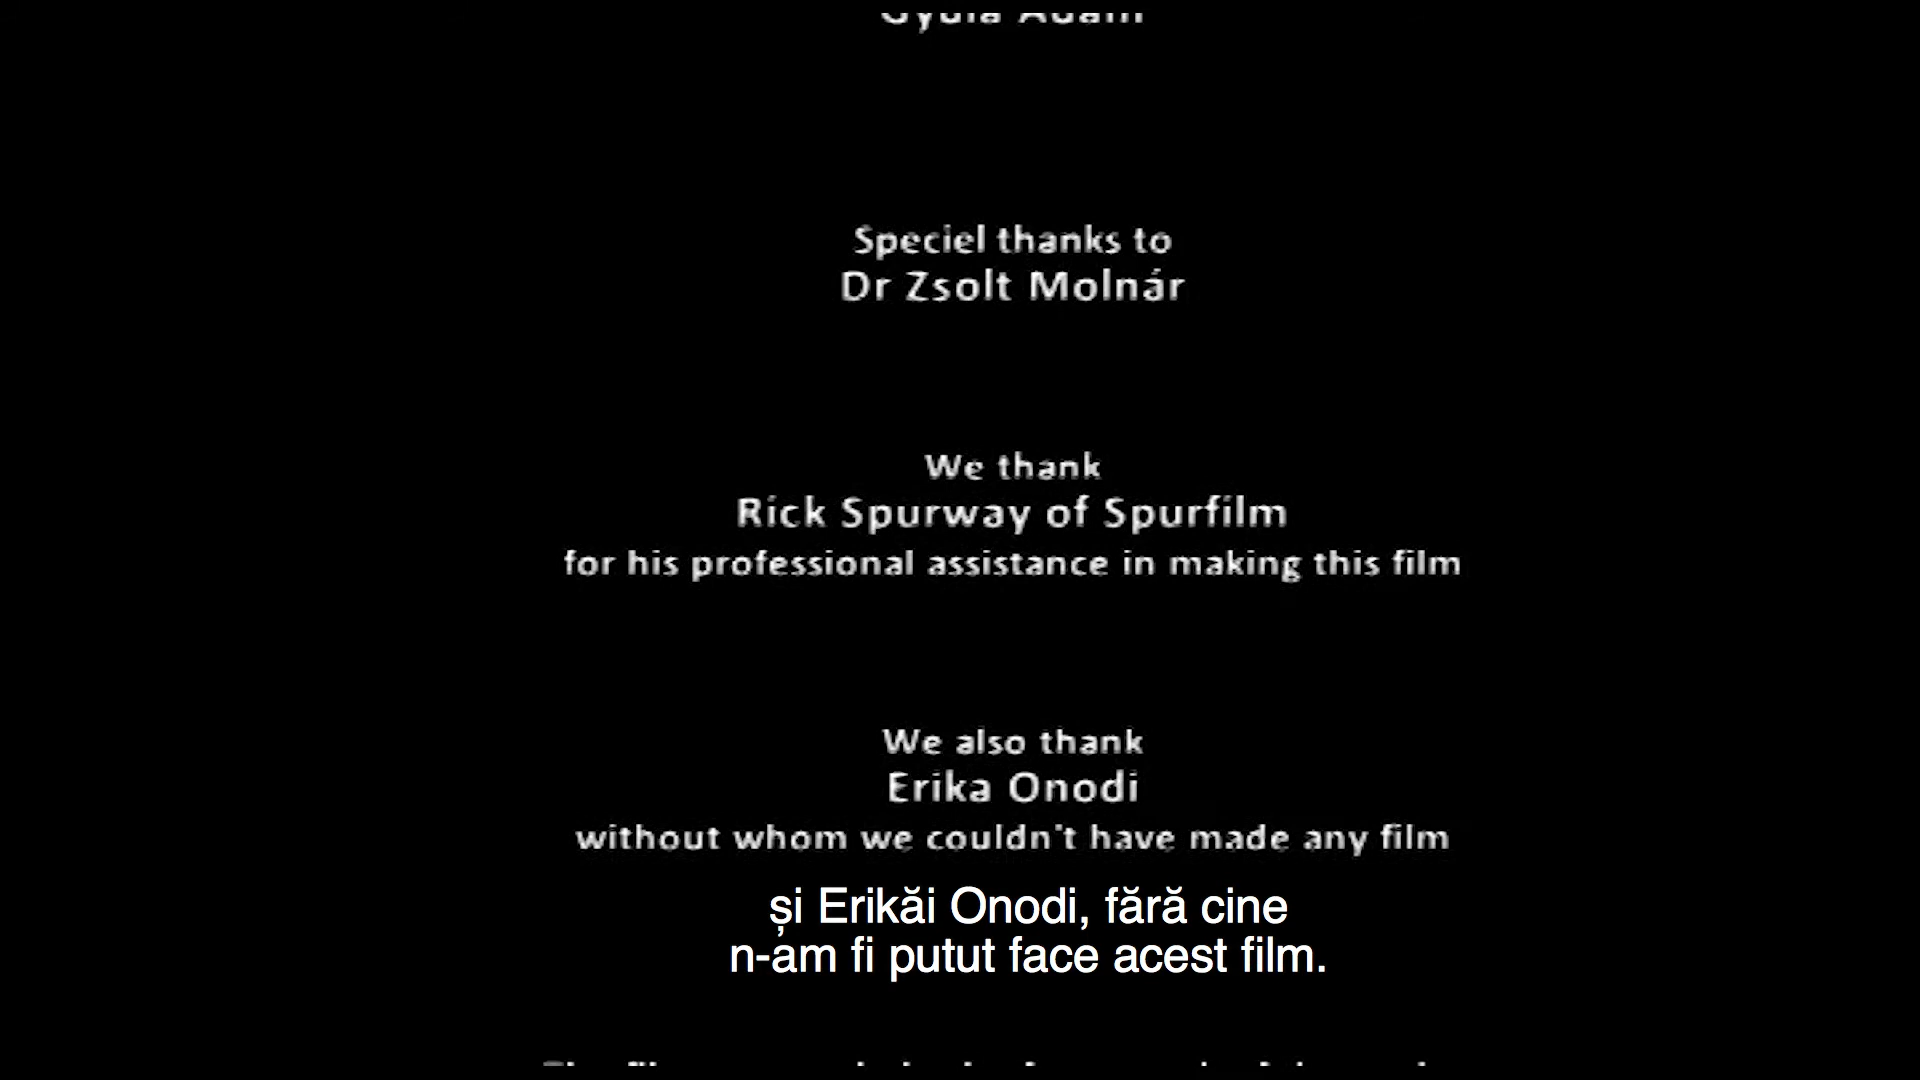 Gyula Ádám
Speciel thanks to
Dr Zsolt Molnár
We thank
Rick Spurway of Spurfilm
for his professional assistance in making this film
We also thank
Erika Onodi
without whom we couldn't have made any film
și Erikăi Onodi, fără cine
n-am fi putut face acest film.